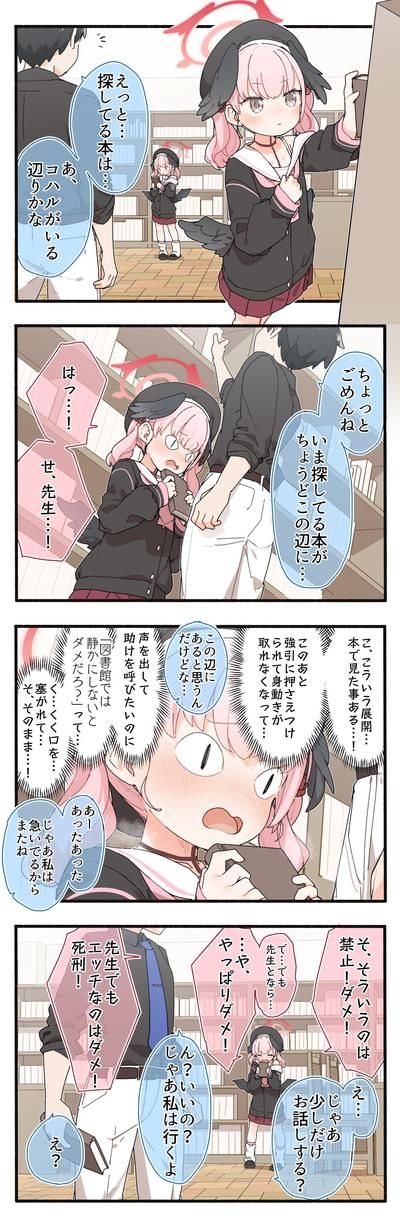 えっと…
探してる本は…
あ、
コハルがいる
辺りかな
ちょっと
ごめんね
いま探してる本が
ちょうどこの辺に…
はっ…!
せ、先生…!
こ、こういう展開…
本で見た事ある…!
このあと
強引に押さえつけ
られて身動きが
取れなくなって…
この辺に
あると思うん
だけどな…
声を出して
助けを呼びたいのに
「図書館では
静かにしないと
ダメだろ?」って…
く…くく口を…
塞がれて…
そ、そのまま…!
あー
あったあった
じゃあ私は
急いでるから
またね
そ、そういうのは
禁止!ダメ!
え…
じゃあ
少しだけ
お話しする?
で…でも
先生となら…
…や、
やっぱりダメ!
ん?いいの?
じゃあ私は行くよ
先生でも
エッチなのはダメ!
死刑!
え?